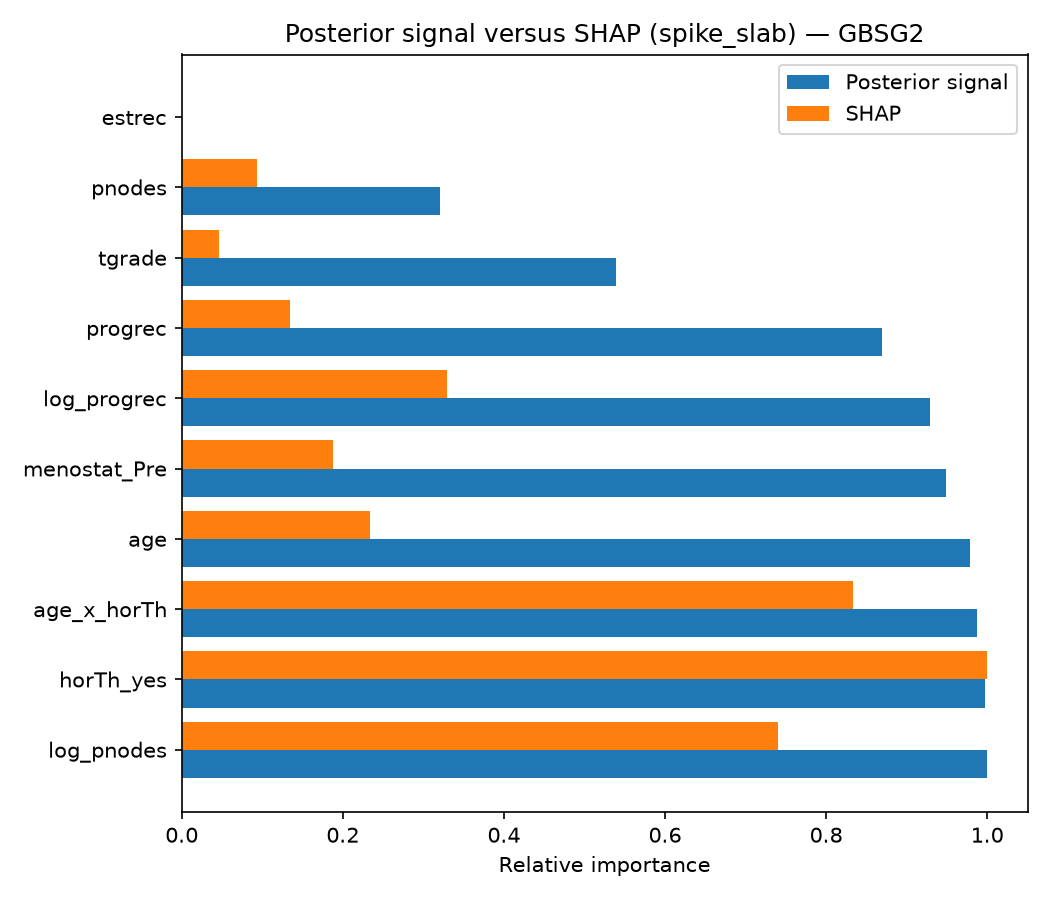 Posterior signal versus SHAP (spike_slab) — GBSG2
Posterior signal
SHAP
estrec
pnodes
tgrade
progrec
log_progrec
menostat_Pre
age
age_x_horTh
horTh_yes
log_pnodes
0.0 0.2 0.4 0.6 0.8 1.0
Relative importance